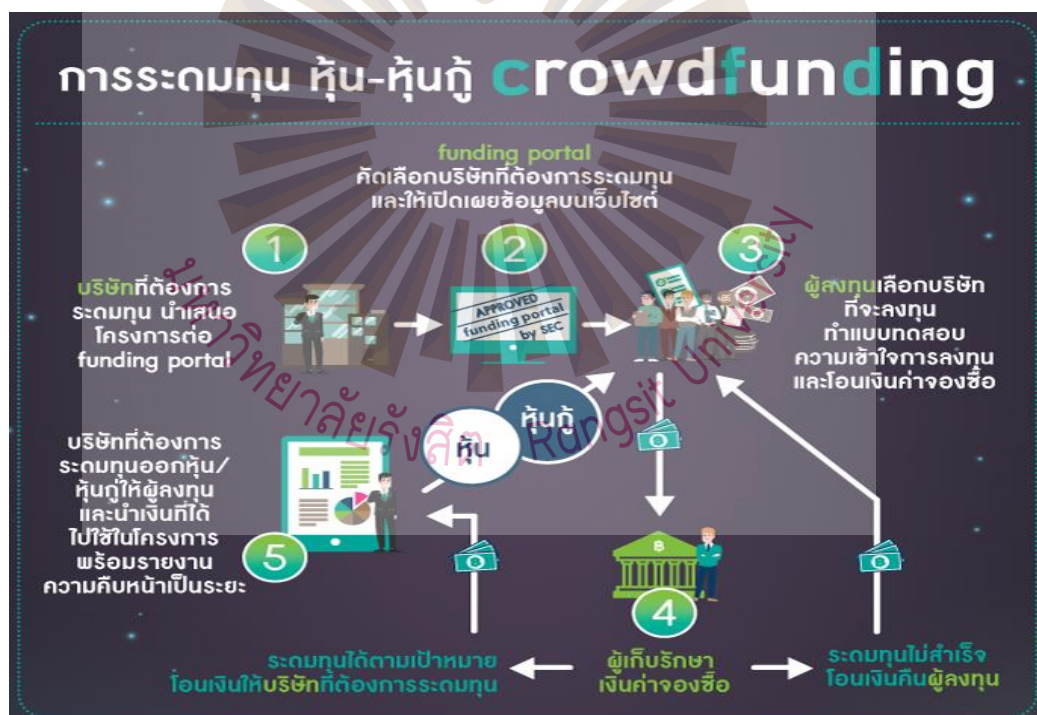 การระดมทุน หุ้น-หุ้นกู้ crowdfunding
funding portal
คัดเลือกบริษัทที่ต้องการระดมทุน
และให้เปิดเผยข้อมูลบนเว็บไซต์
1
2
3
บริษัทที่ต้องการ
ระดมทุน นำเสนอ
โครงการต่อ
funding portal
APPROVED
funding portal
by SEC
ผู้ลงทุนเลือกบริษัท
ที่จะลงทุน
ทำแบบทดสอบ
ความเข้าใจการลงทุน
และโอนเงินค่าจองซื้อ
มหาวิทยาลัยรังสิต Rangsit University
หุ้น
หุ้นกู้
บริษัทที่ต้องการ
ระดมทุนออกหุ้น/
หุ้นกู้ให้ผู้ลงทุน
และนำเงินที่ได้
ไปใช้ในโครงการ
พร้อมรายงาน
ความคืบหน้าเป็นระยะ
5
B
4
ระดมทุนได้ตามเป้าหมาย
โอนเงินให้บริษัทที่ต้องการระดมทุน
ผู้เก็บรักษา
เงินค่าจองซื้อ
ระดมทุนไม่สำเร็จ
โอนเงินคืนผู้ลงทุน